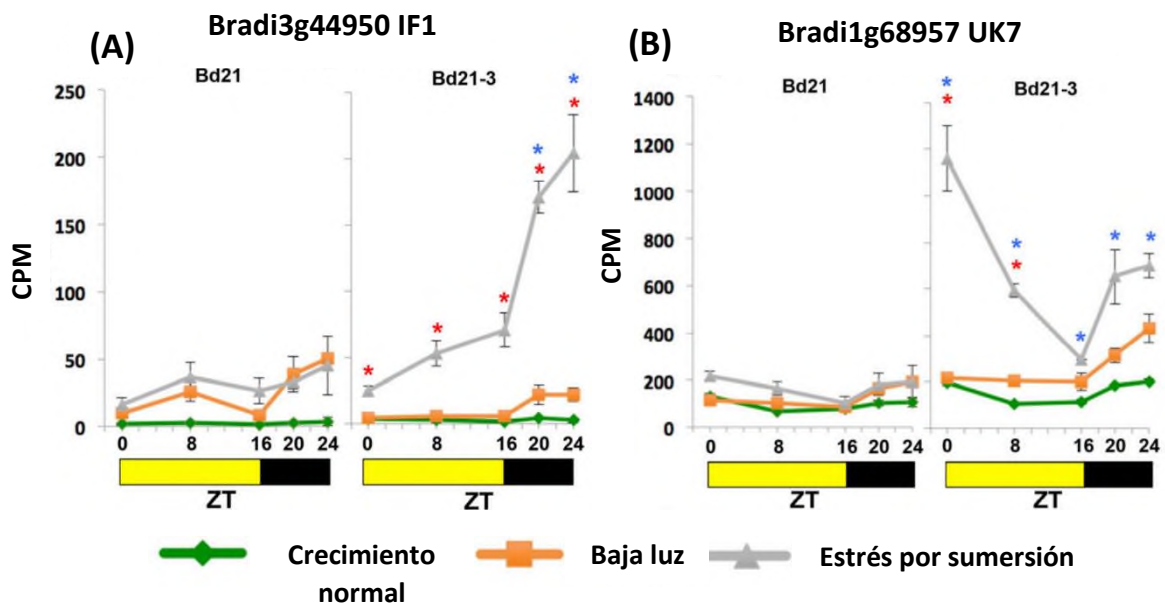 (A)
Bradi3g44950 IF1
Bd21
Bd21-3
CPM
250
200
150
100
50
0
*
*
*
*
*
*
*
0 8 16 20 24
0 8 16 20 24
ZT
ZT
(B)
Bradi1g68957 UK7
Bd21
Bd21-3
CPM
1400
1200
1000
800
600
400
200
0
*
*
*
*
*
*
*
0 8 16 20 24
0 8 16 20 24
ZT
ZT
Crecimiento
normal
Baja luz
Estrés por sumersión